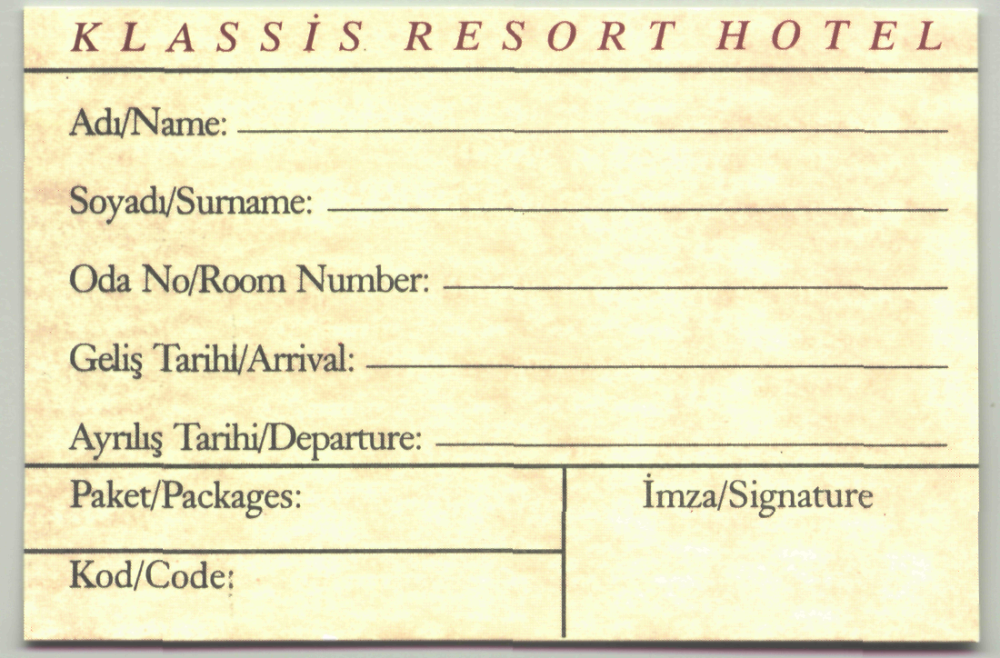 KLASSİS RESORT HOTEL
Adı/Name:
Soyadı/Surname:
Oda No/Room Number:
Geliş Tarihi/Arrival:
Ayrılış Tarihi/Departure:
Paket/Packages:
İmza/Signature
Kod/Code: